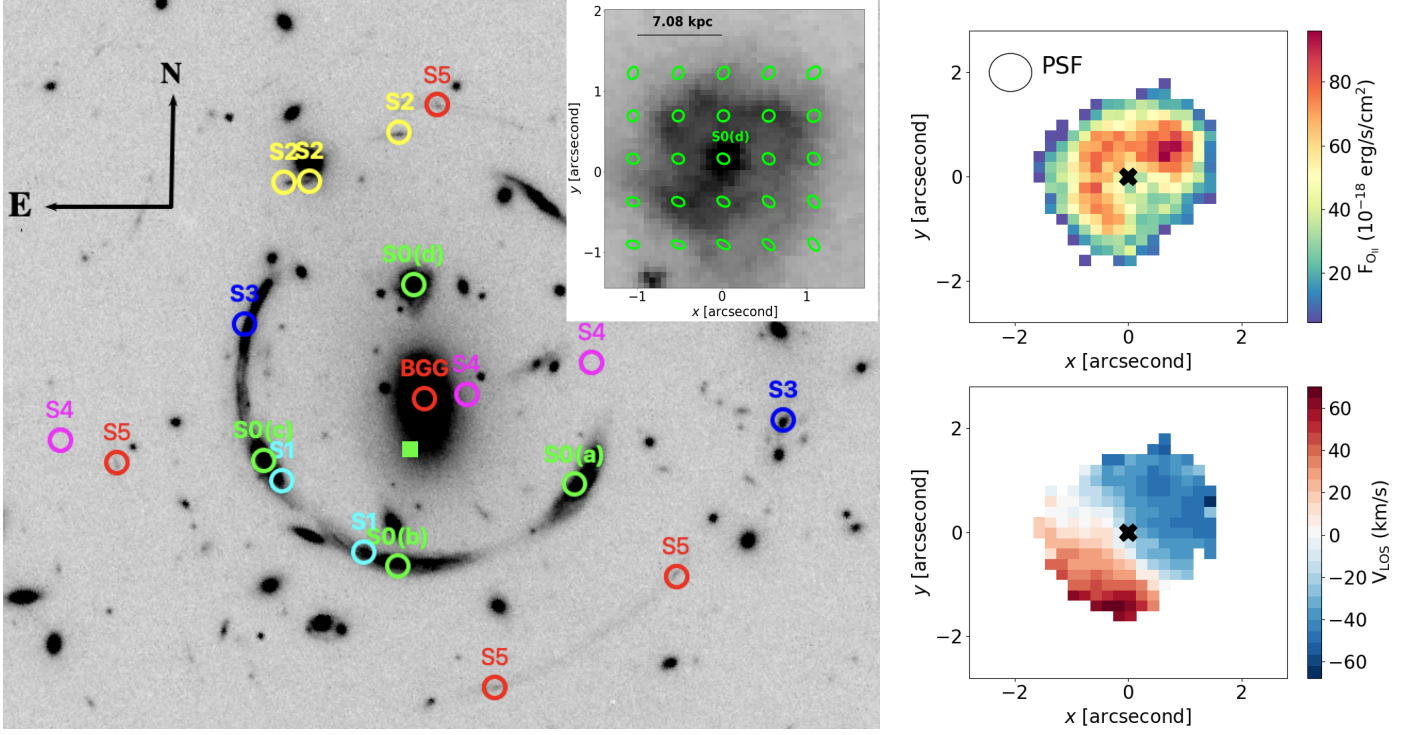 N
E
S5
S2
S2
S2
S0(d)
S3
S4
BGG
S4
S3
S4
S5
S0(c)
S1
S0(a)
S1
S0(b)
S5
S5
2
1
0
−1
y [arcsecond]
7.08 kpc
S0(d)
−1
0
1
x [arcsecond]
PSF
2
0
−2
y [arcsecond]
−2
0
2
x [arcsecond]
80
60
40
20
F_OII (10⁻¹⁸ erg/s/cm²)
2
0
−2
y [arcsecond]
−2
0
2
x [arcsecond]
60
40
20
0
−20
−40
−60
V_LOS (km/s)